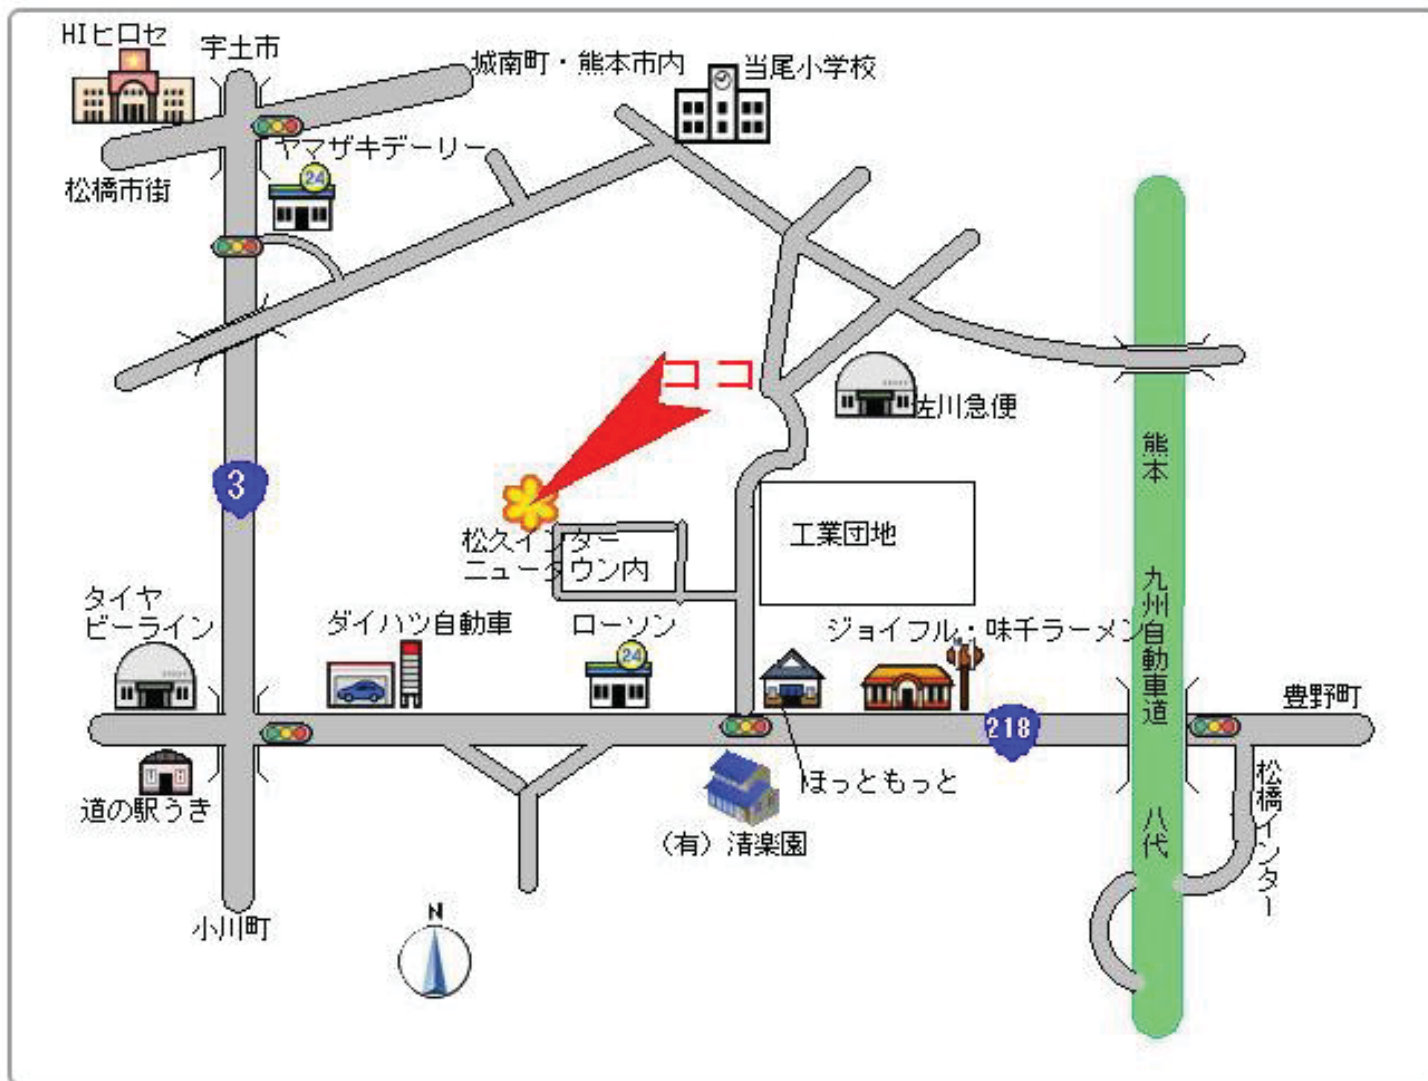 HIヒロセ
宇土市
城南町・熊本市内
当尾小学校
ヤマザキデーリー
24
松橋市街
ココ
佐川急便
熊本
3
松久インター
ニュータウン内
工業団地
九州自動車道
タイヤ
ビーライン
ダイハツ自動車
ローソン
24
ジョイフル・味千ラーメン
豊野町
218
道の駅うき
ほっともっと
松橋インター
(有)清楽園
八代
小川町
N